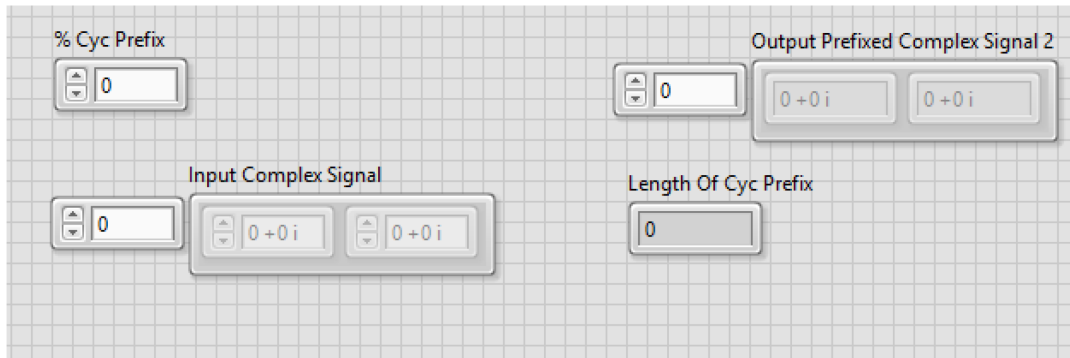 % Cyc Prefix
0
Input Complex Signal
0
0 +0 i
0 +0 i
Output Prefixed Complex Signal 2
0
0 +0 i
0 +0 i
Length Of Cyc Prefix
0